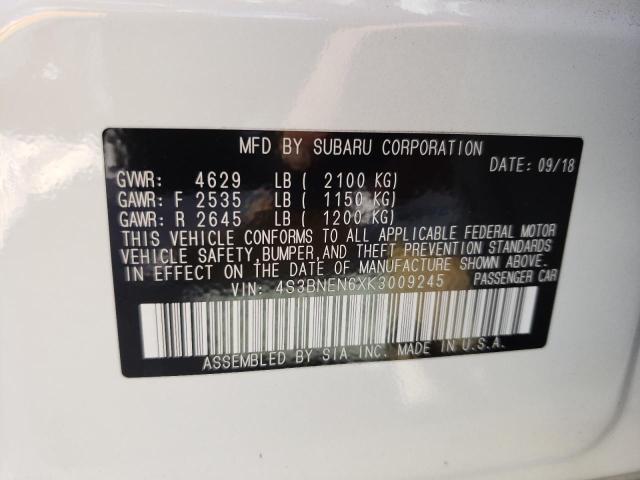 MFD BY SUBARU CORPORATION
DATE: 09/18
GVWR: 4629 LB ( 2100 KG)
GAWR: F 2535 LB ( 1150 KG)
GAWR: R 2645 LB ( 1200 KG)
THIS VEHICLE CONFORMS TO ALL APPLICABLE FEDERAL MOTOR
VEHICLE SAFETY, BUMPER, AND THEFT PREVENTION STANDARDS
IN EFFECT ON THE DATE OF MANUFACTURE SHOWN ABOVE.
VIN: 4S3BNEN6XK3009245 PASSENGER CAR
ASSEMBLED BY SIA INC. MADE IN U.S.A.